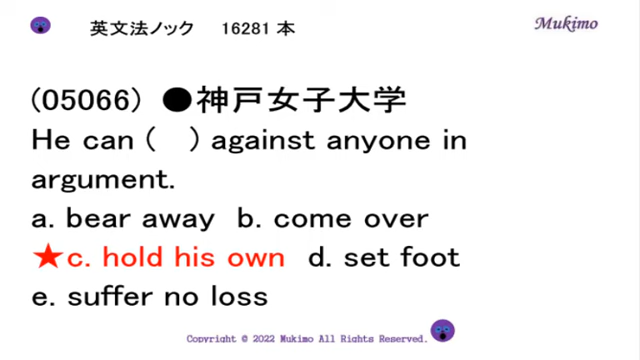 英文法ノック 16281 本
Mukimo
(05066) ●神戸女子大学
He can ( ) against anyone in
argument.
a. bear away b. come over
★c. hold his own d. set foot
e. suffer no loss
Copyright @ 2022 Mukimo All Rights Reserved.